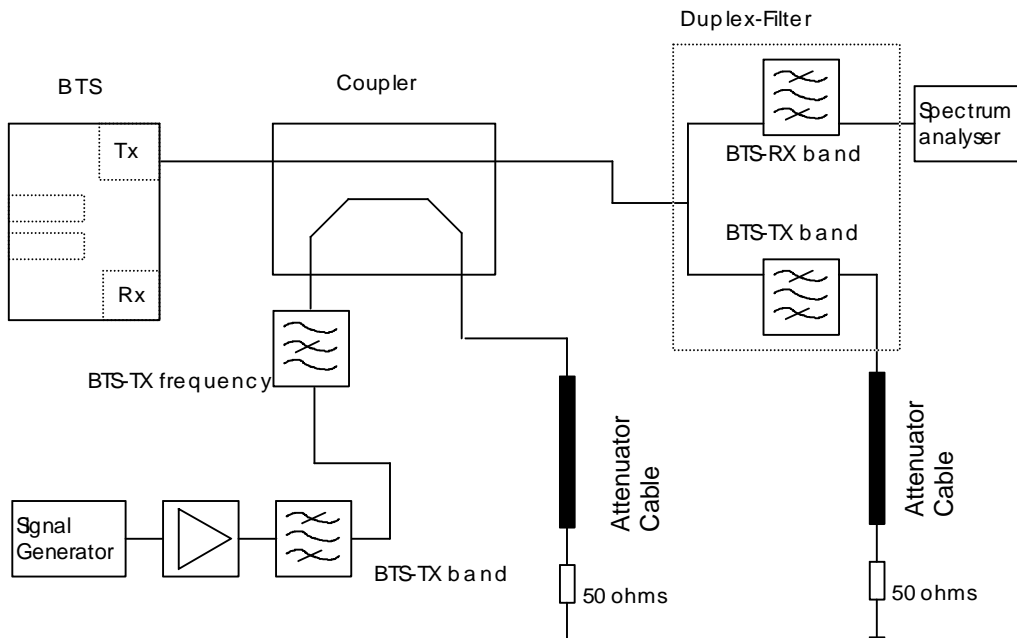 Duplex-Filter
BTS
Coupler
Tx
Spectrum
analyser
BTS-RX band
BTS-TX band
Rx
BTS-TX frequency
Attenuator
Cable
Attenuator
Cable
Signal
Generator
BTS-TX band
50 ohms
50 ohms